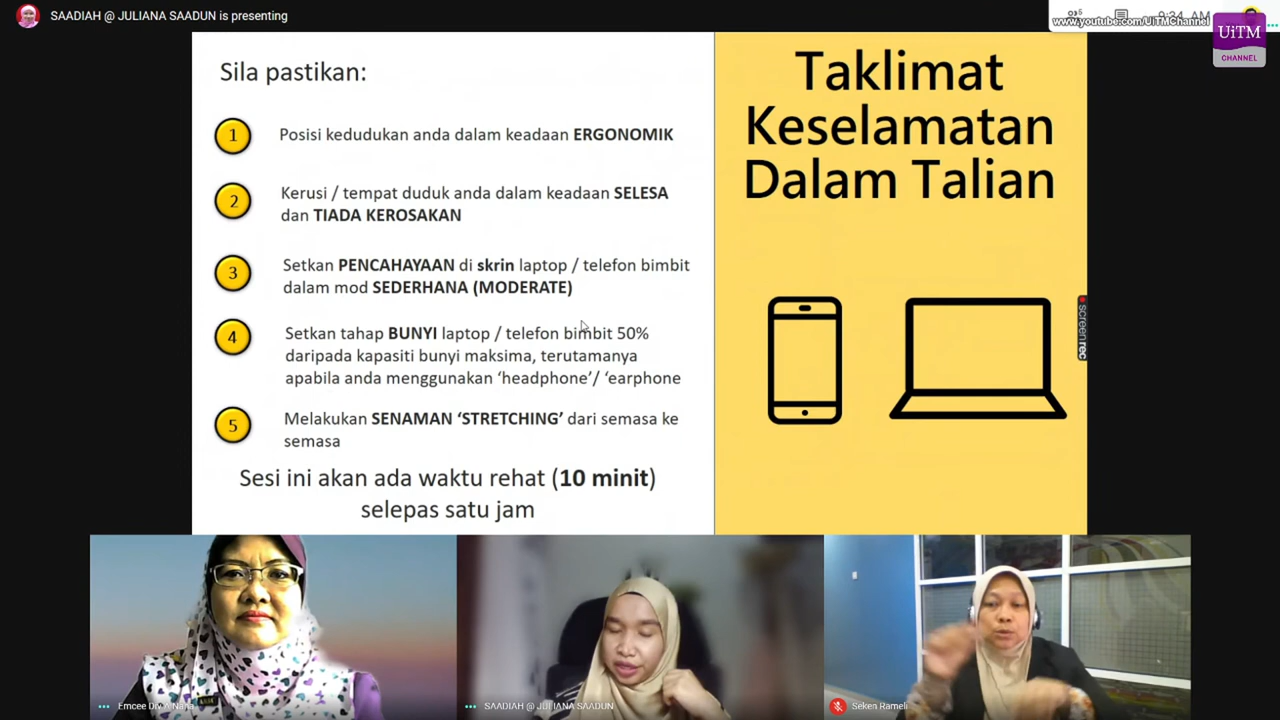 SAADIAH @ JULIANA SAADUN is presenting
www.youtube.com/UiTMChannel
UiTM
CHANNEL
Sila pastikan:
1
Posisi kedudukan anda dalam keadaan ERGONOMIK
2
Kerusi / tempat duduk anda dalam keadaan SELESA
dan TIADA KEROSAKAN
3
Setkan PENCAHAYAAN di skrin laptop / telefon bimbit
dalam mod SEDERHANA (MODERATE)
4
Setkan tahap BUNYI laptop / telefon bimbit 50%
daripada kapasiti bunyi maksima, terutamanya
apabila anda menggunakan ‘headphone’/ ‘earphone
5
Melakukan SENAMAN ‘STRETCHING’ dari semasa ke
semasa
Sesi ini akan ada waktu rehat (10 minit)
selepas satu jam
Taklimat
Keselamatan
Dalam Talian
screenrec
Emcee Div A Nana
SAADIAH @ JULIANA SAADUN
Seken Rameli